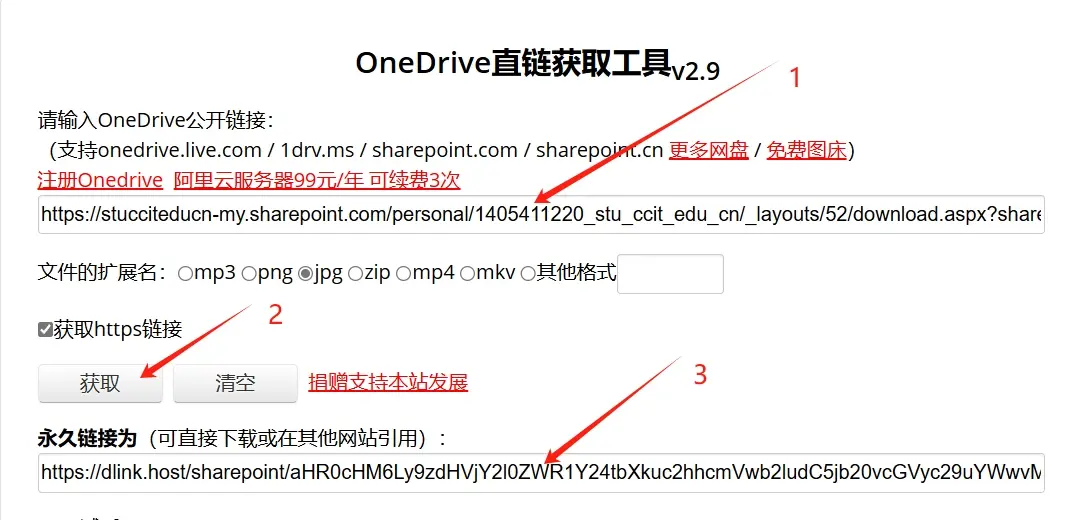 OneDrive直链获取工具v2.9
1
请输入OneDrive公开链接：
（支持onedrive.live.com / 1drv.ms / sharepoint.com / sharepoint.cn 更多网盘 / 免费图床）
注册Onedrive 阿里云服务器99元/年 可续费3次
https://stucciteducn-my.sharepoint.com/personal/1405411220_stu_ccit_edu_cn/_layouts/52/download.aspx?share
文件的扩展名：mp3 png jpg zip mp4 mkv 其他格式
2
获取https链接
获取 清空 捐赠支持本站发展
3
永久链接为（可直接下载或在其他网站引用）：
https://dlink.host/sharepoint/aHR0cHM6Ly9zdHVjY2l0ZWR1Y24tbXkuc2hhcmVwb2ludC5jb20vcGVyc29uYWwvM